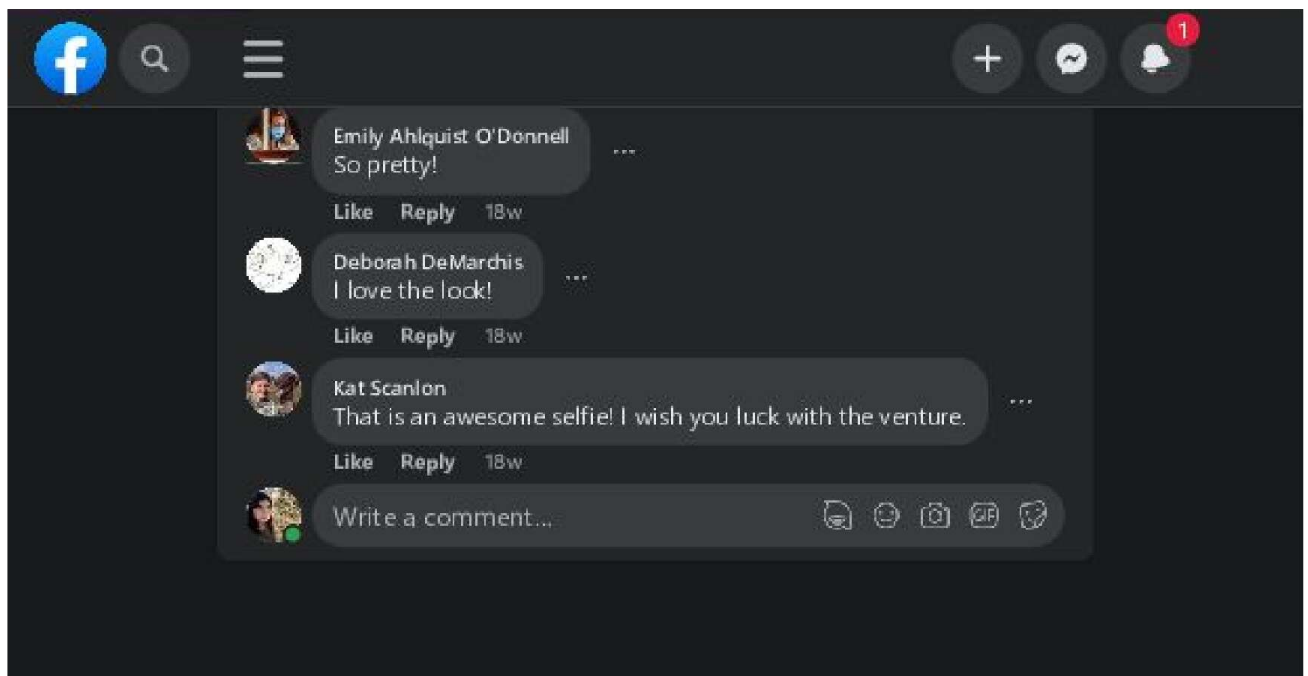 f
1
Emily Ahlquist O'Donnell
So pretty!
Like Reply 18w
Deborah DeMarchis
I love the look!
Like Reply 18w
Kat Scanlon
That is an awesome selfie! I wish you luck with the venture.
Like Reply 18w
Write a comment...
GIF